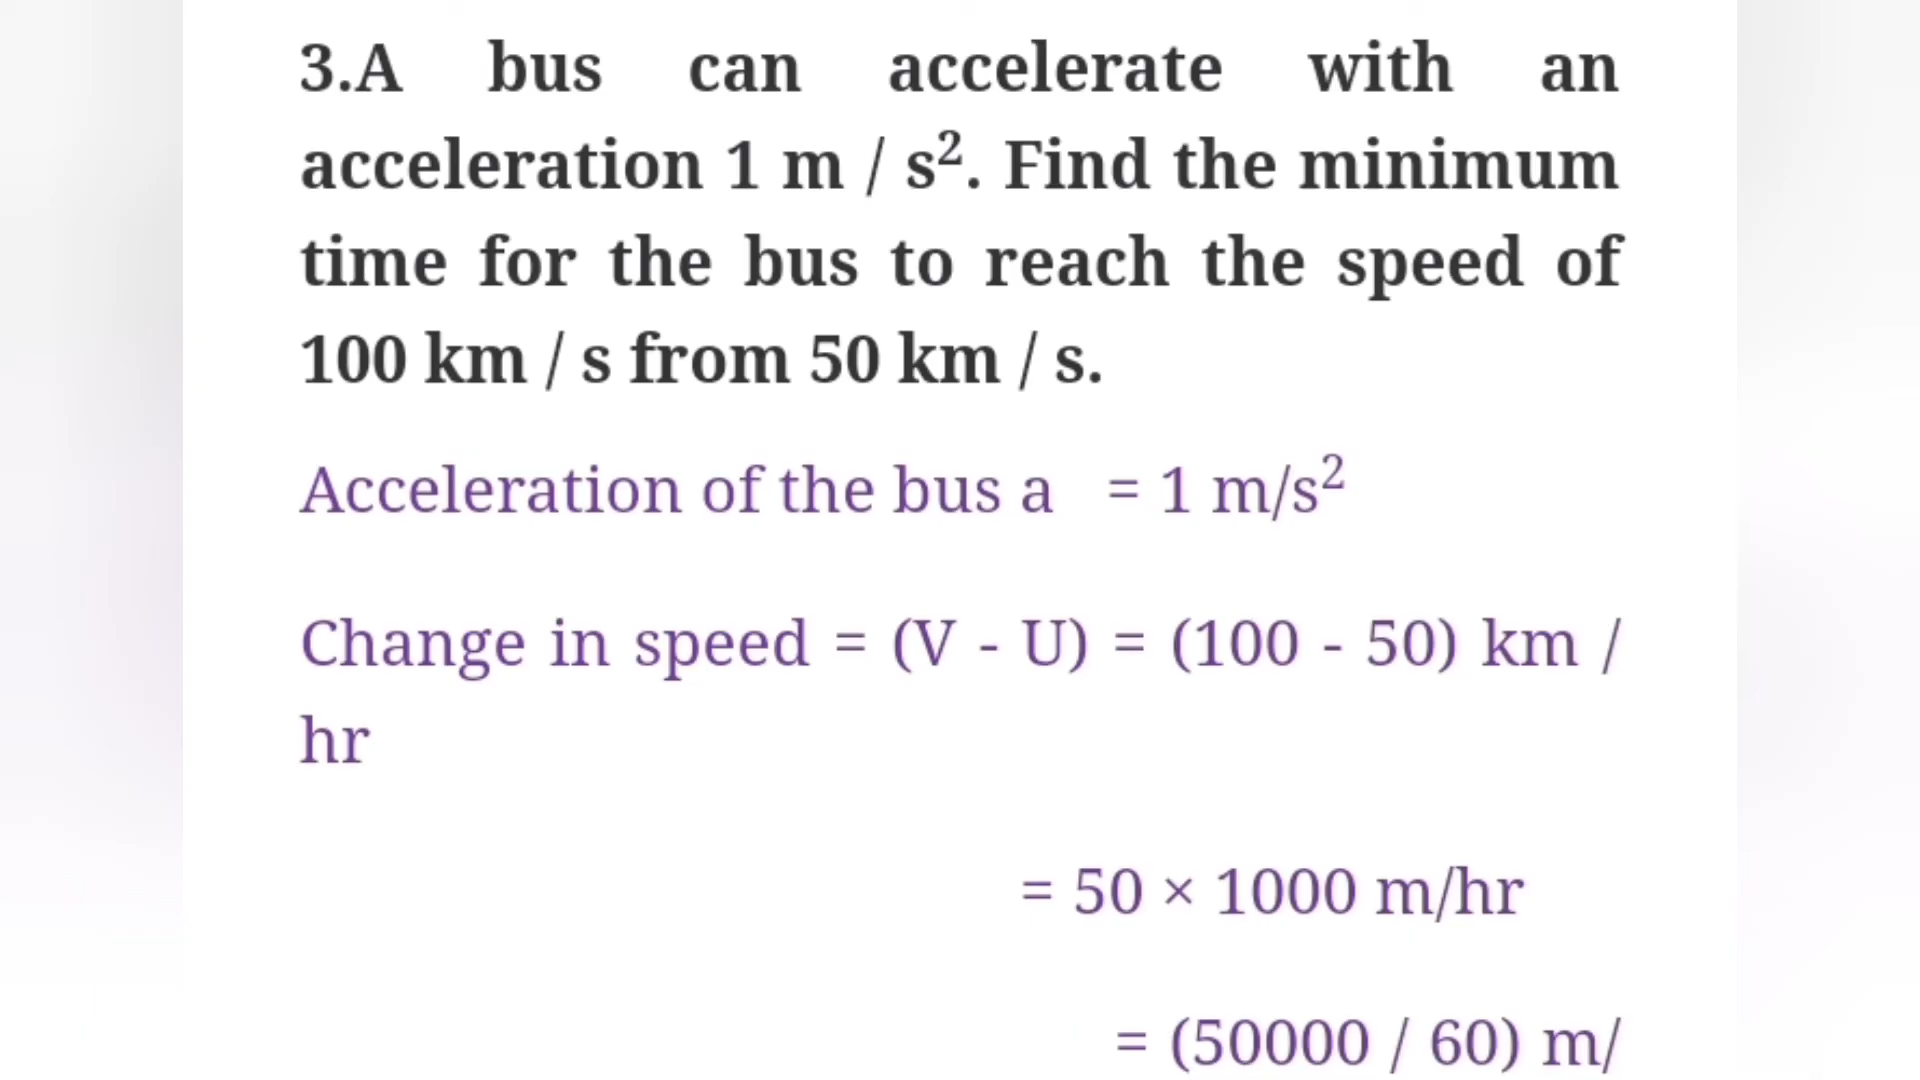 3.A bus can accelerate with an
acceleration 1 m / s². Find the minimum
time for the bus to reach the speed of
100 km / s from 50 km / s.
Acceleration of the bus a = 1 m/s²
Change in speed = (V - U) = (100 - 50) km /
hr
= 50 × 1000 m/hr
= (50000 / 60) m/